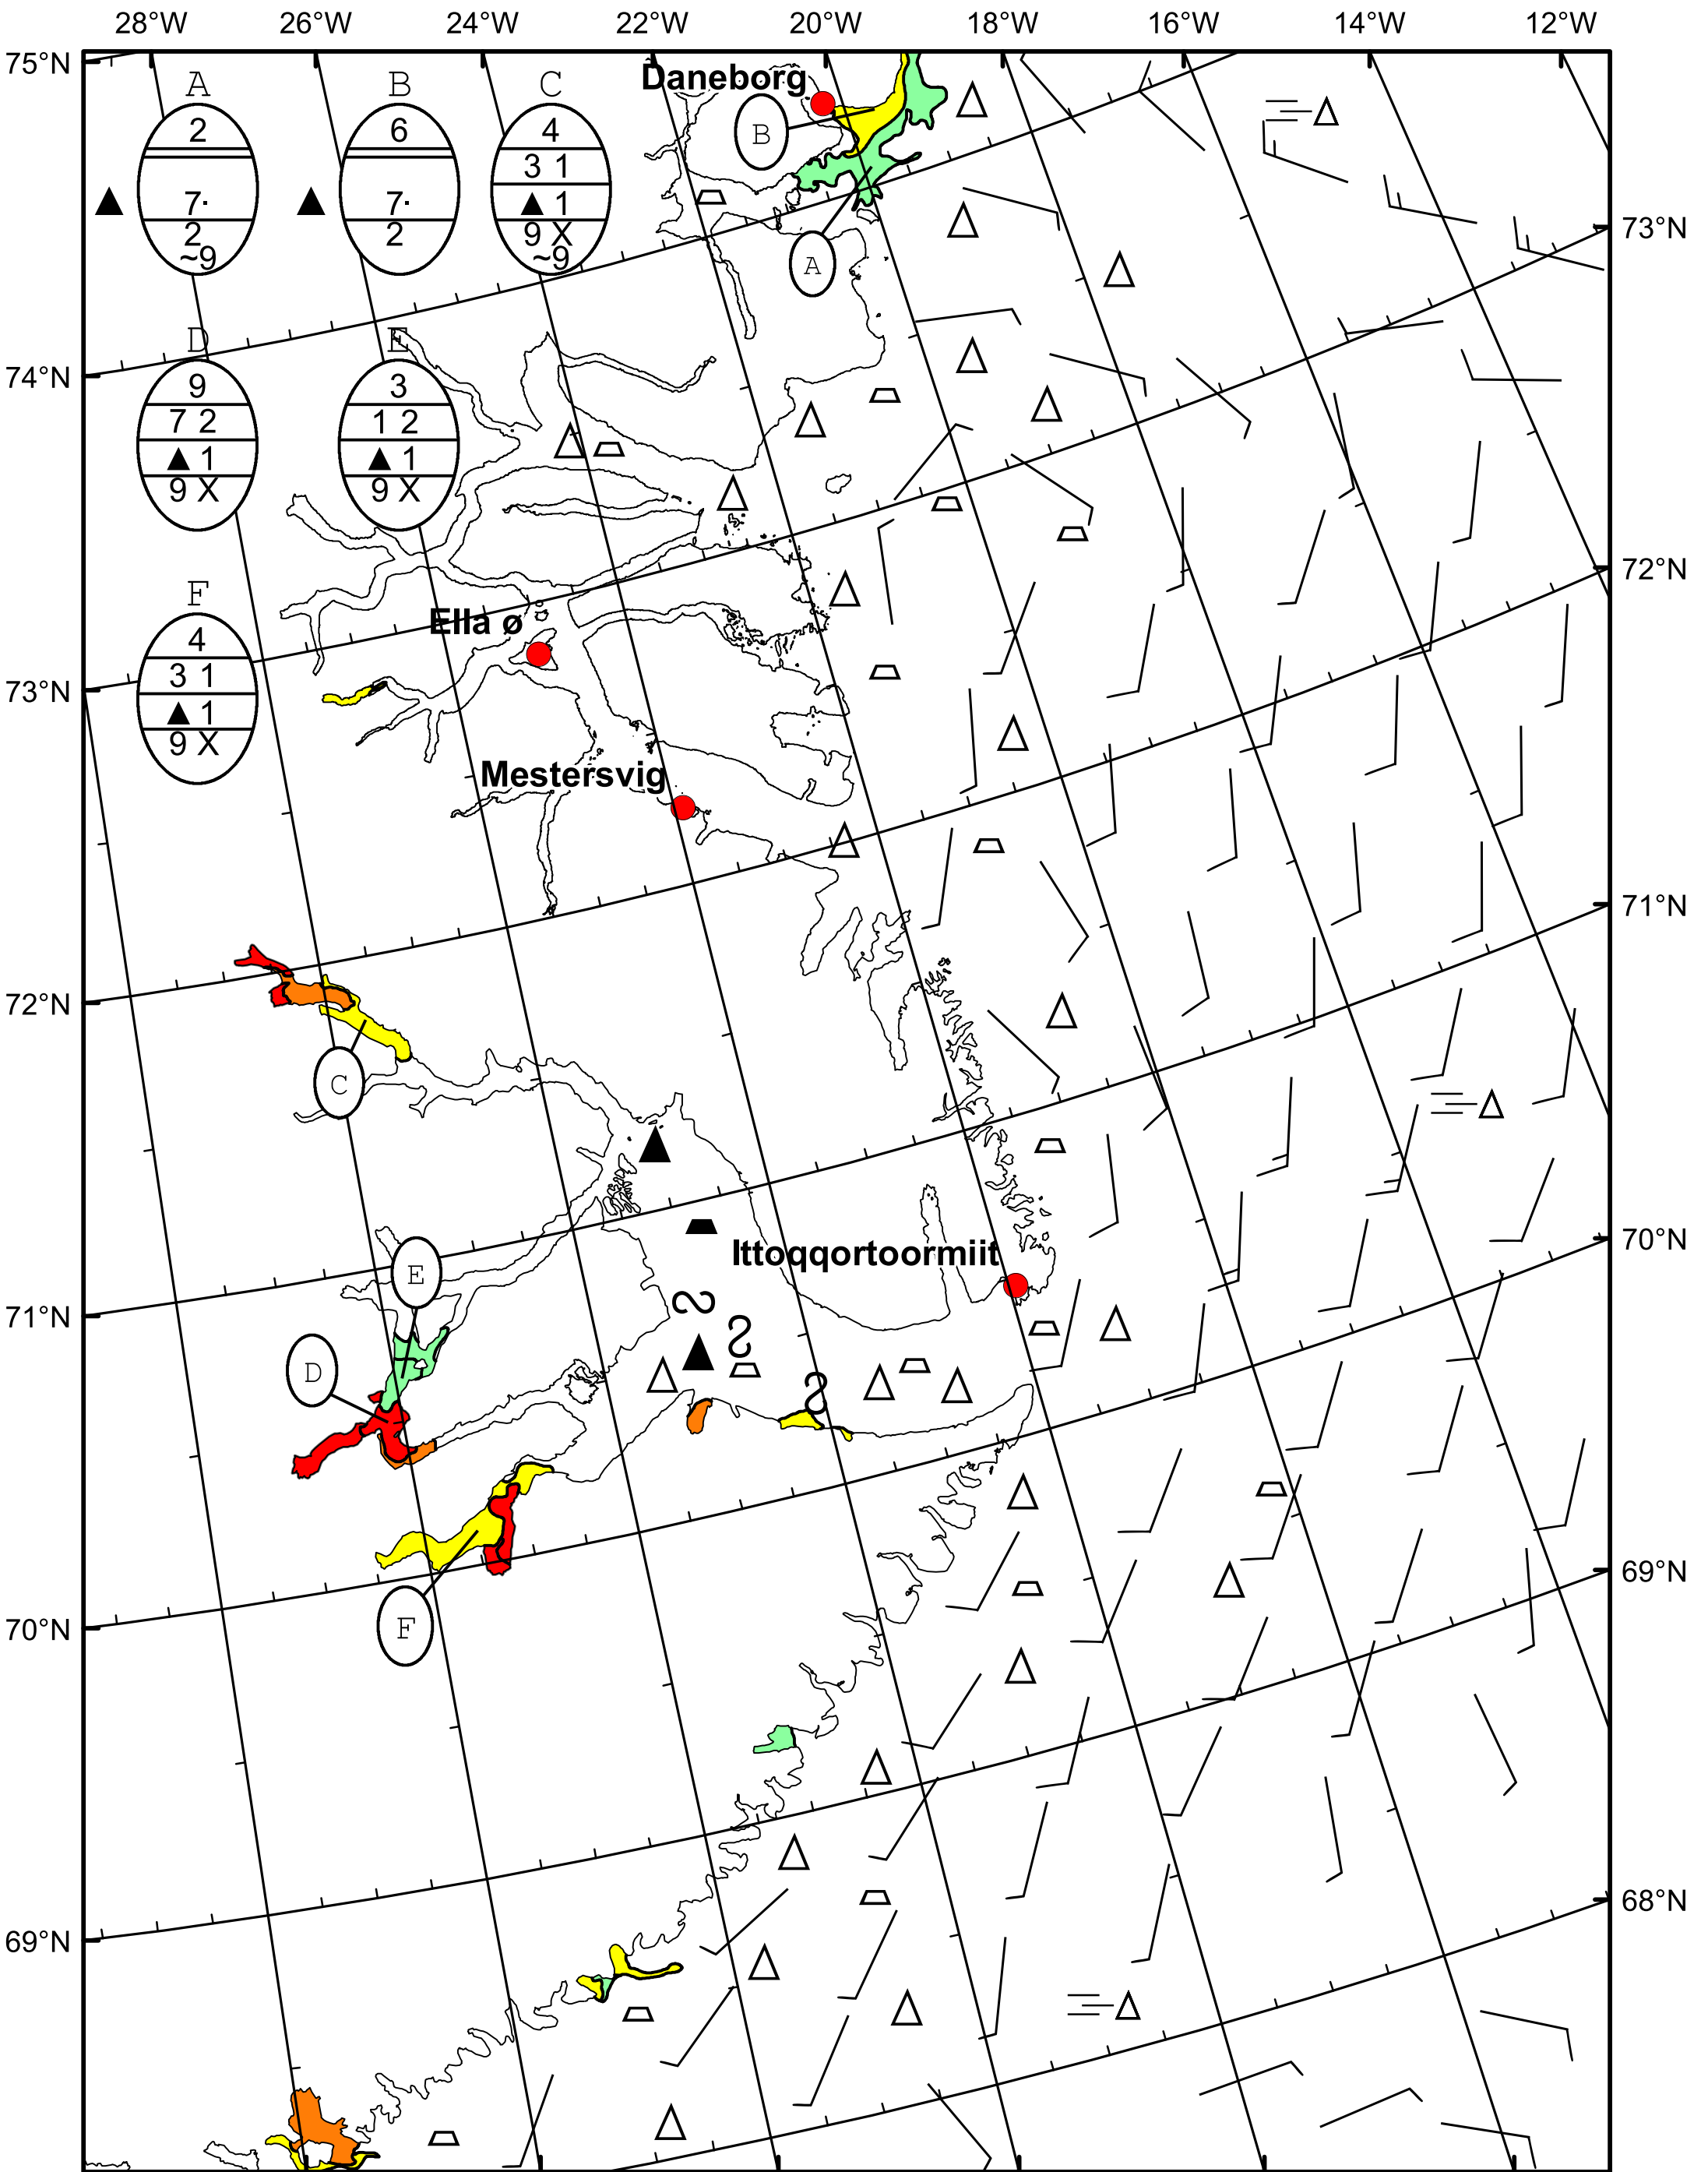 28°W 26°W 24°W 22°W 20°W 18°W 16°W 14°W 12°W
75°N
Daneborg
A B C
2 6 4
3 1
7· 7· ▲ 1
2 2 9 X
~9 ~9
B
A
73°N
74°N
D E
9 3
7 2 1 2
▲ 1 ▲ 1
9 X 9 X
72°N
F
4
3 1
▲ 1
9 X
Ella ø
73°N
Mestersvig
71°N
72°N
C
70°N
Ittoqqortoormiit
E
71°N
D
69°N
70°N
F
68°N
69°N